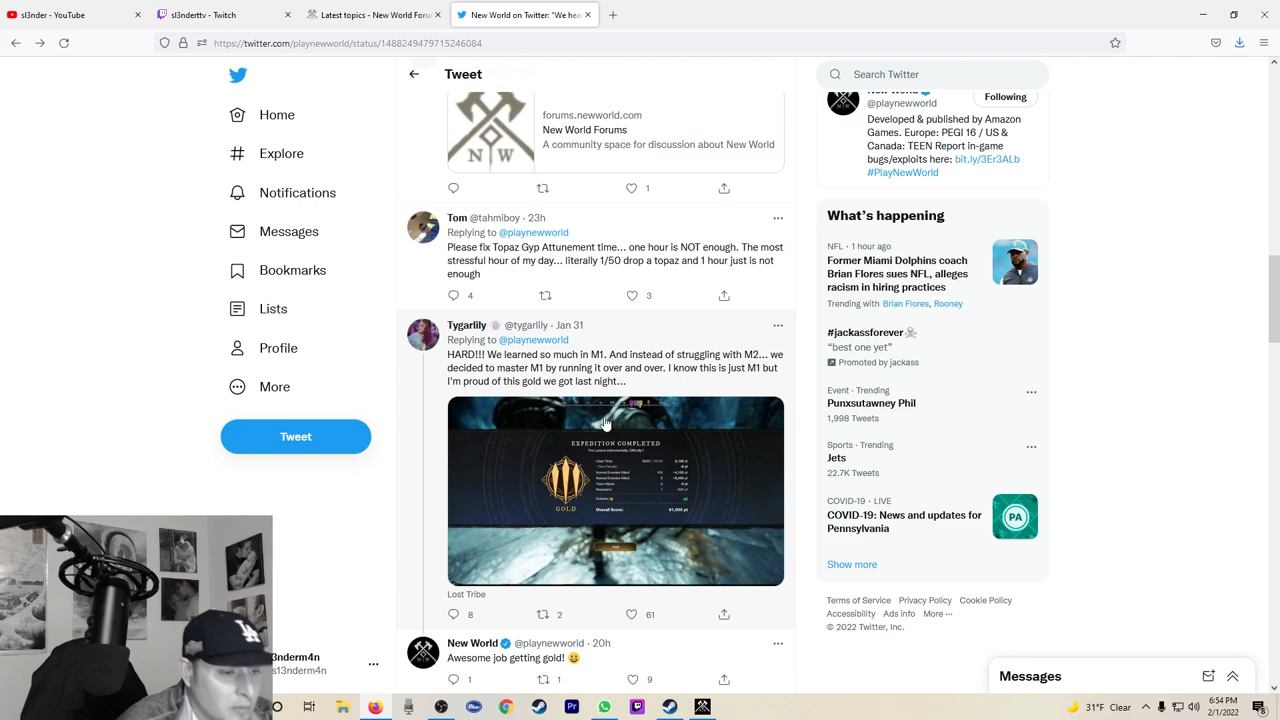 sl3nder - YouTube
sl3nderttv - Twitch
Latest topics - New World Foru
New World on Twitter: "We hea
https://twitter.com/playnewworld/status/1488249479715246084
Home
Explore
Notifications
Messages
Bookmarks
Lists
Profile
More
Tweet
3nderm4n
s13nderm4n
Tweet
NW
forums.newworld.com
New World Forums
A community space for discussion about New World
1
Tom @tahmiboy · 23h
Replying to @playnewworld
Please fix Topaz Gyp Attunement time... one hour is NOT enough. The most
stressful hour of my day... literally 1/50 drop a topaz and 1 hour just is not
enough
4
3
Tygarlily @tygarlily · Jan 31
Replying to @playnewworld
HARD!!! We learned so much in M1. And instead of struggling with M2... we
decided to master M1 by running it over and over. I know this is just M1 but
I'm proud of this gold we got last night...
EXPEDITION COMPLETED
GOLD
Overall Score:
Lost Tribe
8
2
61
New World @playnewworld · 20h
Awesome job getting gold! 😃
1
1
9
Search Twitter
@playnewworld
Following
Developed & published by Amazon
Games. Europe: PEGI 16 / US &
Canada: TEEN Report in-game
bugs/exploits here: bit.ly/3Er3ALb
#PlayNewWorld
What's happening
NFL · 1 hour ago
Former Miami Dolphins coach
Brian Flores sues NFL, alleges
racism in hiring practices
Trending with Brian Flores, Rooney
#jackassforever
"best one yet"
Promoted by jackass
Event · Trending
Punxsutawney Phil
1,998 Tweets
Sports · Trending
Jets
22.7K Tweets
COVID-19 · LIVE
COVID-19: News and updates for
Pennsylvania
PA
Show more
Terms of Service Privacy Policy Cookie Policy
Accessibility Ads info More ...
© 2022 Twitter, Inc.
Messages
31°F Clear
6:54 PM
2/1/2022